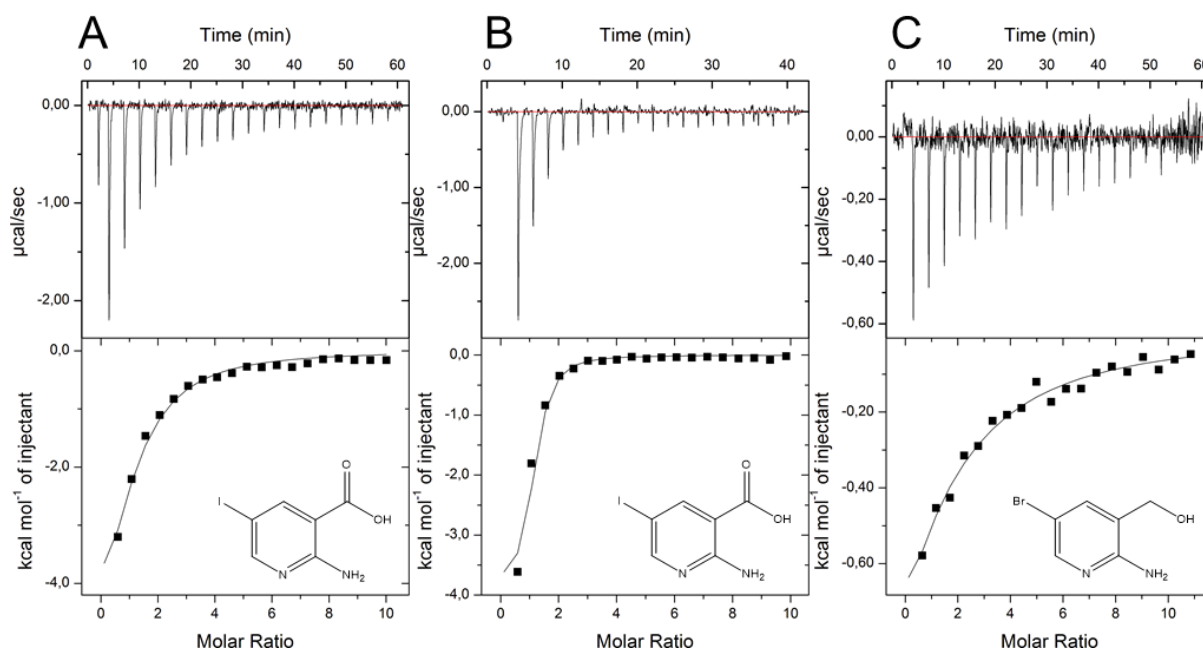 A
Time (min)
0 10 20 30 40 50 60
0,00
-1,00
-2,00
µcal/sec
0,0
-2,0
-4,0
kcal mol⁻¹ of injectant
I
O
OH
N
NH₂
0 2 4 6 8 10
Molar Ratio
B
Time (min)
0 10 20 30 40
0,00
-1,00
-2,00
µcal/sec
0,0
-1,0
-2,0
-3,0
-4,0
kcal mol⁻¹ of injectant
I
O
OH
N
NH₂
0 2 4 6 8 10
Molar Ratio
C
Time (min)
0 10 20 30 40 50 60
0,00
-0,20
-0,40
-0,60
µcal/sec
-0,20
-0,40
-0,60
kcal mol⁻¹ of injectant
Br
OH
N
NH₂
0 2 4 6 8 10
Molar Ratio